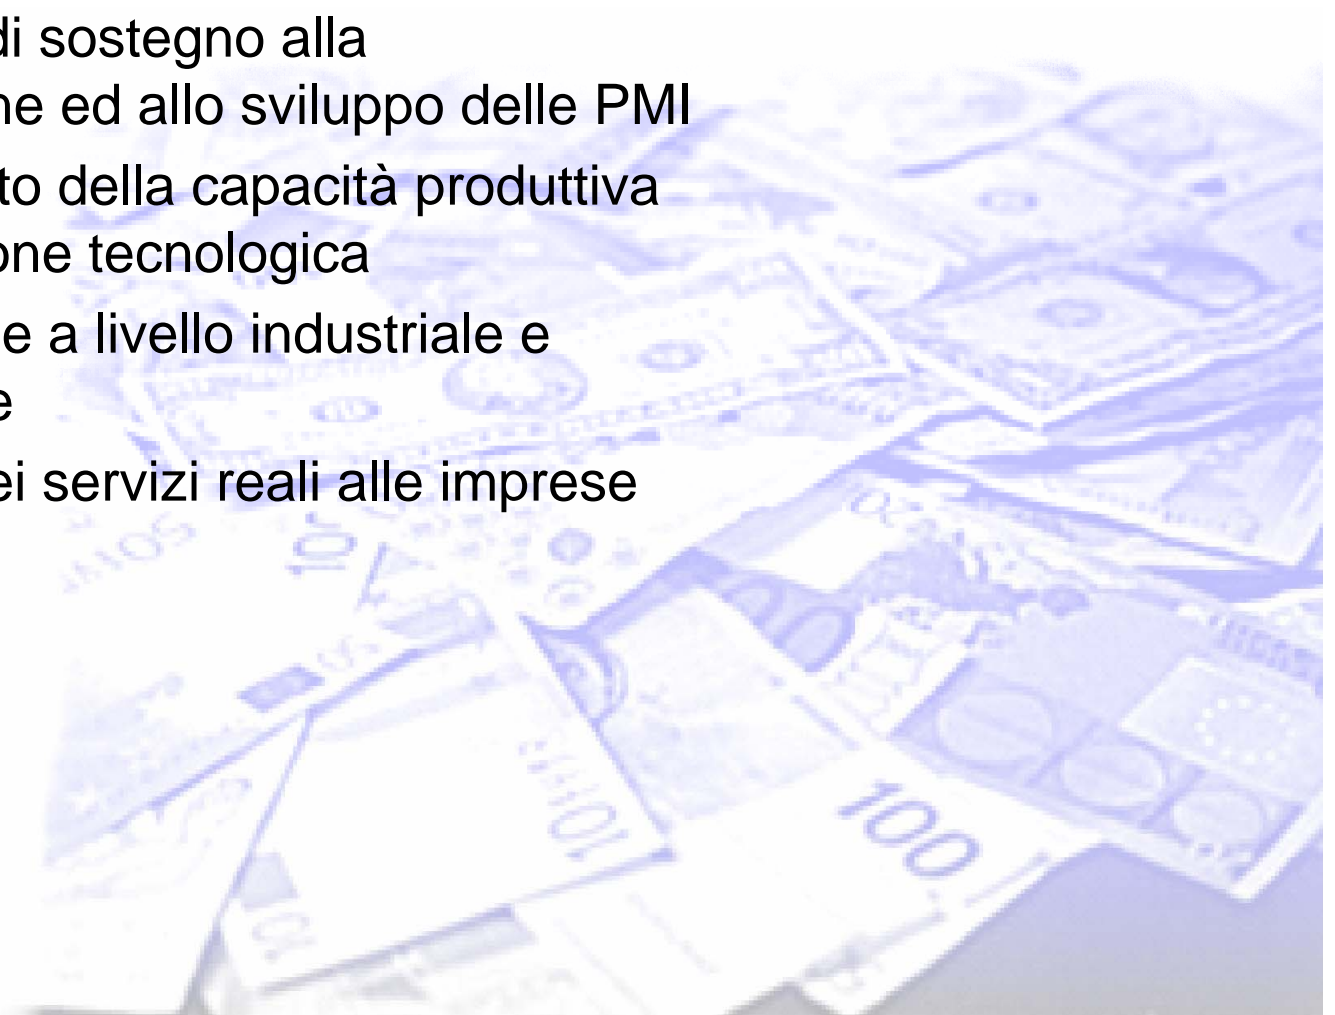 di sostegno alla
ne ed allo sviluppo delle PMI
to della capacità produttiva
one tecnologica
e a livello industriale e
e
ei servizi reali alle imprese
100